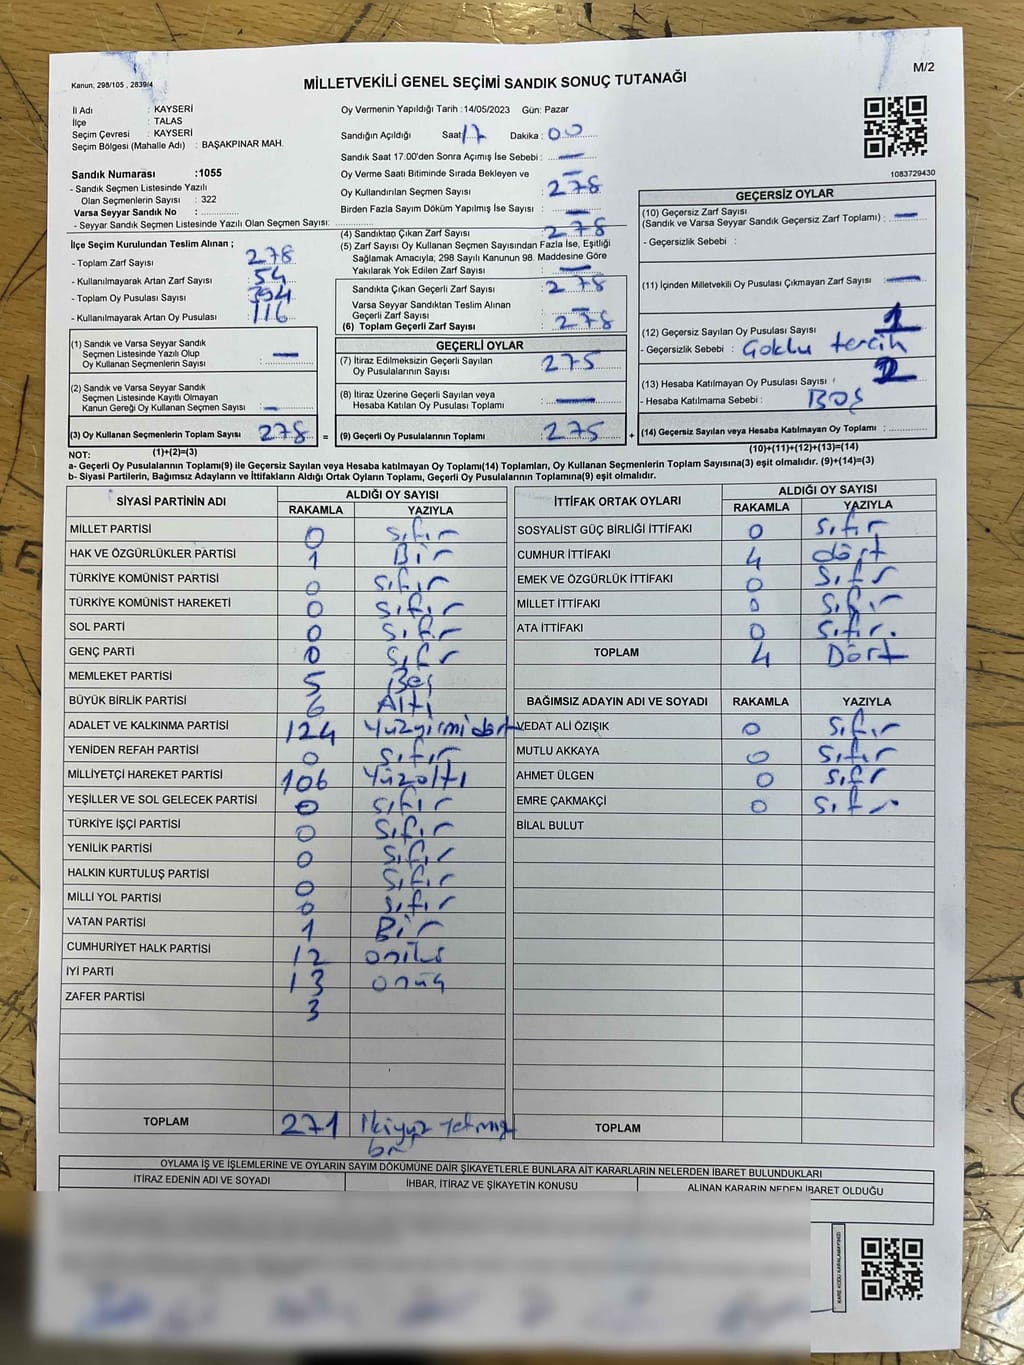 M/2
Kanun; 298/105 , 2839/4
MİLLETVEKİLİ GENEL SEÇİMİ SANDIK SONUÇ TUTANAĞI
İl Adı : KAYSERİ
İlçe : TALAS
Seçim Çevresi : KAYSERİ
Seçim Bölgesi (Mahalle Adı) : BAŞAKPINAR MAH.
Sandık Numarası :1055
- Sandık Seçmen Listesinde Yazılı
Olan Seçmenlerin Sayısı : 322
Varsa Seyyar Sandık No :
- Seyyar Sandık Seçmen Listesinde Yazılı Olan Seçmen Sayısı:
İlçe Seçim Kurulundan Teslim Alınan ;
- Toplam Zarf Sayısı : 278
- Kullanılmayarak Artan Zarf Sayısı : 54
- Toplam Oy Pusulası Sayısı : 394
- Kullanılmayarak Artan Oy Pusulası : 116
(1) Sandık ve Varsa Seyyar Sandık
Seçmen Listesinde Yazılı Olup
Oy Kullanan Seçmenlerin Sayısı : —
(2) Sandık ve Varsa Seyyar Sandık
Seçmen Listesinde Kayıtlı Olmayan
Kanun Gereği Oy Kullanan Seçmen Sayısı : —
(3) Oy Kullanan Seçmenlerin Toplam Sayısı : 278
Oy Vermenin Yapıldığı Tarih :14/05/2023 Gün: Pazar
Sandığın Açıldığı Saat: 17 Dakika : 00
Sandık Saat 17:00'den Sonra Açımış İse Sebebi : —
Oy Verme Saati Bitiminde Sırada Bekleyen ve
Oy Kullandırılan Seçmen Sayısı : 278
Birden Fazla Sayım Döküm Yapılmış İse Sayısı : —
(4) Sandıktan Çıkan Zarf Sayısı : 278
(5) Zarf Sayısı Oy Kullanan Seçmen Sayısından Fazla İse, Eşitliği
Sağlamak Amacıyla; 298 Sayılı Kanunun 98. Maddesine Göre
Yakılarak Yok Edilen Zarf Sayısı : —
Sandıkta Çıkan Geçerli Zarf Sayısı : 278
Varsa Seyyar Sandıktan Teslim Alınan
Geçerli Zarf Sayısı : —
(6) Toplam Geçerli Zarf Sayısı : 278
GEÇERLİ OYLAR
(7) İtiraz Edilmeksizin Geçerli Sayılan
Oy Pusulalarının Sayısı : 275
(8) İtiraz Üzerine Geçerli Sayılan veya
Hesaba Katılan Oy Pusulası Toplamı : —
= (9) Geçerli Oy Pusulalarının Toplamı : 275 +
1083729430
GEÇERSİZ OYLAR
(10) Geçersiz Zarf Sayısı
(Sandık ve Varsa Seyyar Sandık Geçersiz Zarf Toplamı) : —
- Geçersizlik Sebebi :
(11) İçinden Milletvekili Oy Pusulası Çıkmayan Zarf Sayısı : —
(12) Geçersiz Sayılan Oy Pusulası Sayısı : 1
- Geçersizlik Sebebi : Goklu tercih
(13) Hesaba Katılmayan Oy Pusulası Sayısı : 2
- Hesaba Katılmama Sebebi : BOŞ
(14) Geçersiz Sayılan veya Hesaba Katılmayan Oy Toplamı :
NOT: (1)+(2)=(3) (10)+(11)+(12)+(13)=(14)
a- Geçerli Oy Pusulalarının Toplamı(9) ile Geçersiz Sayılan veya Hesaba katılmayan Oy Toplamı(14) Toplamları, Oy Kullanan Seçmenlerin Toplam Sayısına(3) eşit olmalıdır. (9)+(14)=(3)
b- Siyasi Partilerin, Bağımsız Adayların ve İttifakların Aldığı Ortak Oyların Toplamı, Geçerli Oy Pusulalarının Toplamına(9) eşit olmalıdır.
SİYASİ PARTİNİN ADI ALDIĞI OY SAYISI
RAKAMLA YAZIYLA
MİLLET PARTİSİ 0 sıfır
HAK VE ÖZGÜRLÜKLER PARTİSİ 1 Bir
TÜRKİYE KOMÜNİST PARTİSİ 0 sıfır
TÜRKİYE KOMÜNİST HAREKETİ 0 sıfır
SOL PARTİ 0 sıfır
GENÇ PARTİ 0 sıfır
MEMLEKET PARTİSİ 5 Beş
BÜYÜK BİRLİK PARTİSİ 6 Altı
ADALET VE KALKINMA PARTİSİ 124 Yüzyirmidört
YENİDEN REFAH PARTİSİ 0 sıfır
MİLLİYETÇİ HAREKET PARTİSİ 106 Yüzaltı
YEŞİLLER VE SOL GELECEK PARTİSİ 0 sıfır
TÜRKİYE İŞÇİ PARTİSİ 0 sıfır
YENİLİK PARTİSİ 0 sıfır
HALKIN KURTULUŞ PARTİSİ 0 sıfır
MİLLİ YOL PARTİSİ 0 sıfır
VATAN PARTİSİ 1 Bir
CUMHURİYET HALK PARTİSİ 12 oniki
İYİ PARTİ 13 onüç
ZAFER PARTİSİ 3
TOPLAM 271 İkiyüz yetmiş
bir
İTTİFAK ORTAK OYLARI ALDIĞI OY SAYISI
RAKAMLA YAZIYLA
SOSYALİST GÜÇ BİRLİĞİ İTTİFAKI 0 sıfır
CUMHUR İTTİFAKI 4 dört
EMEK VE ÖZGÜRLÜK İTTİFAKI 0 sıfır
MİLLET İTTİFAKI 0 sıfır
ATA İTTİFAKI 0 sıfır.
TOPLAM 4 Dört
BAĞIMSIZ ADAYIN ADI VE SOYADI RAKAMLA YAZIYLA
VEDAT ALİ ÖZIŞIK 0 sıfır
MUTLU AKKAYA 0 sıfır
AHMET ÜLGEN 0 sıfır
EMRE ÇAKMAKÇİ 0 sıfır
BİLAL BULUT
TOPLAM
OYLAMA İŞ VE İŞLEMLERİNE VE OYLARIN SAYIM DÖKÜMÜNE DAİR ŞİKAYETLERLE BUNLARA AİT KARARLARIN NELERDEN İBARET BULUNDUKLARI
İTİRAZ EDENİN ADI VE SOYADI İHBAR, İTİRAZ VE ŞİKAYETİN KONUSU ALINAN KARARIN NEDEN İBARET OLDUĞU
KARE KODU KARALAMAYINIZ!